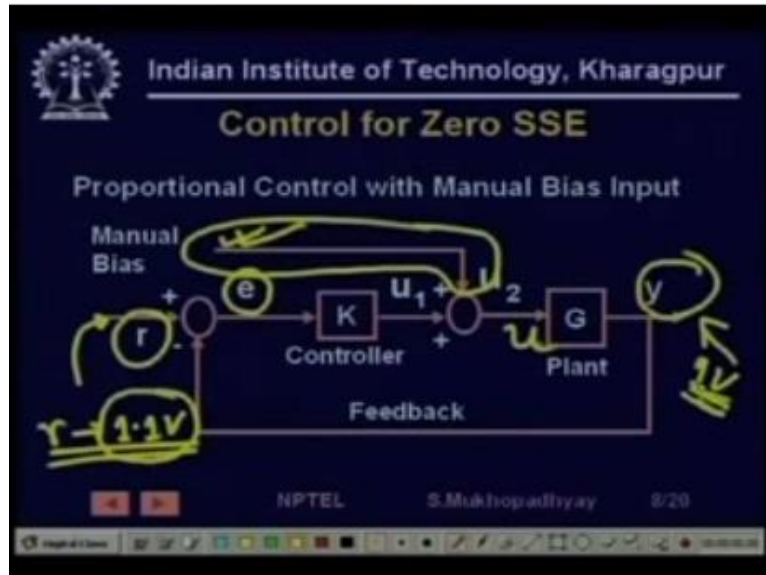 Indian Institute of Technology, Kharagpur
Control for Zero SSE
Proportional Control with Manual Bias Input
Manual
Bias
+ e u1 + u2 y
r - K + u G
Controller Plant
1V
r → 1.1V Feedback
NPTEL S.Mukhopadhyay 8/20